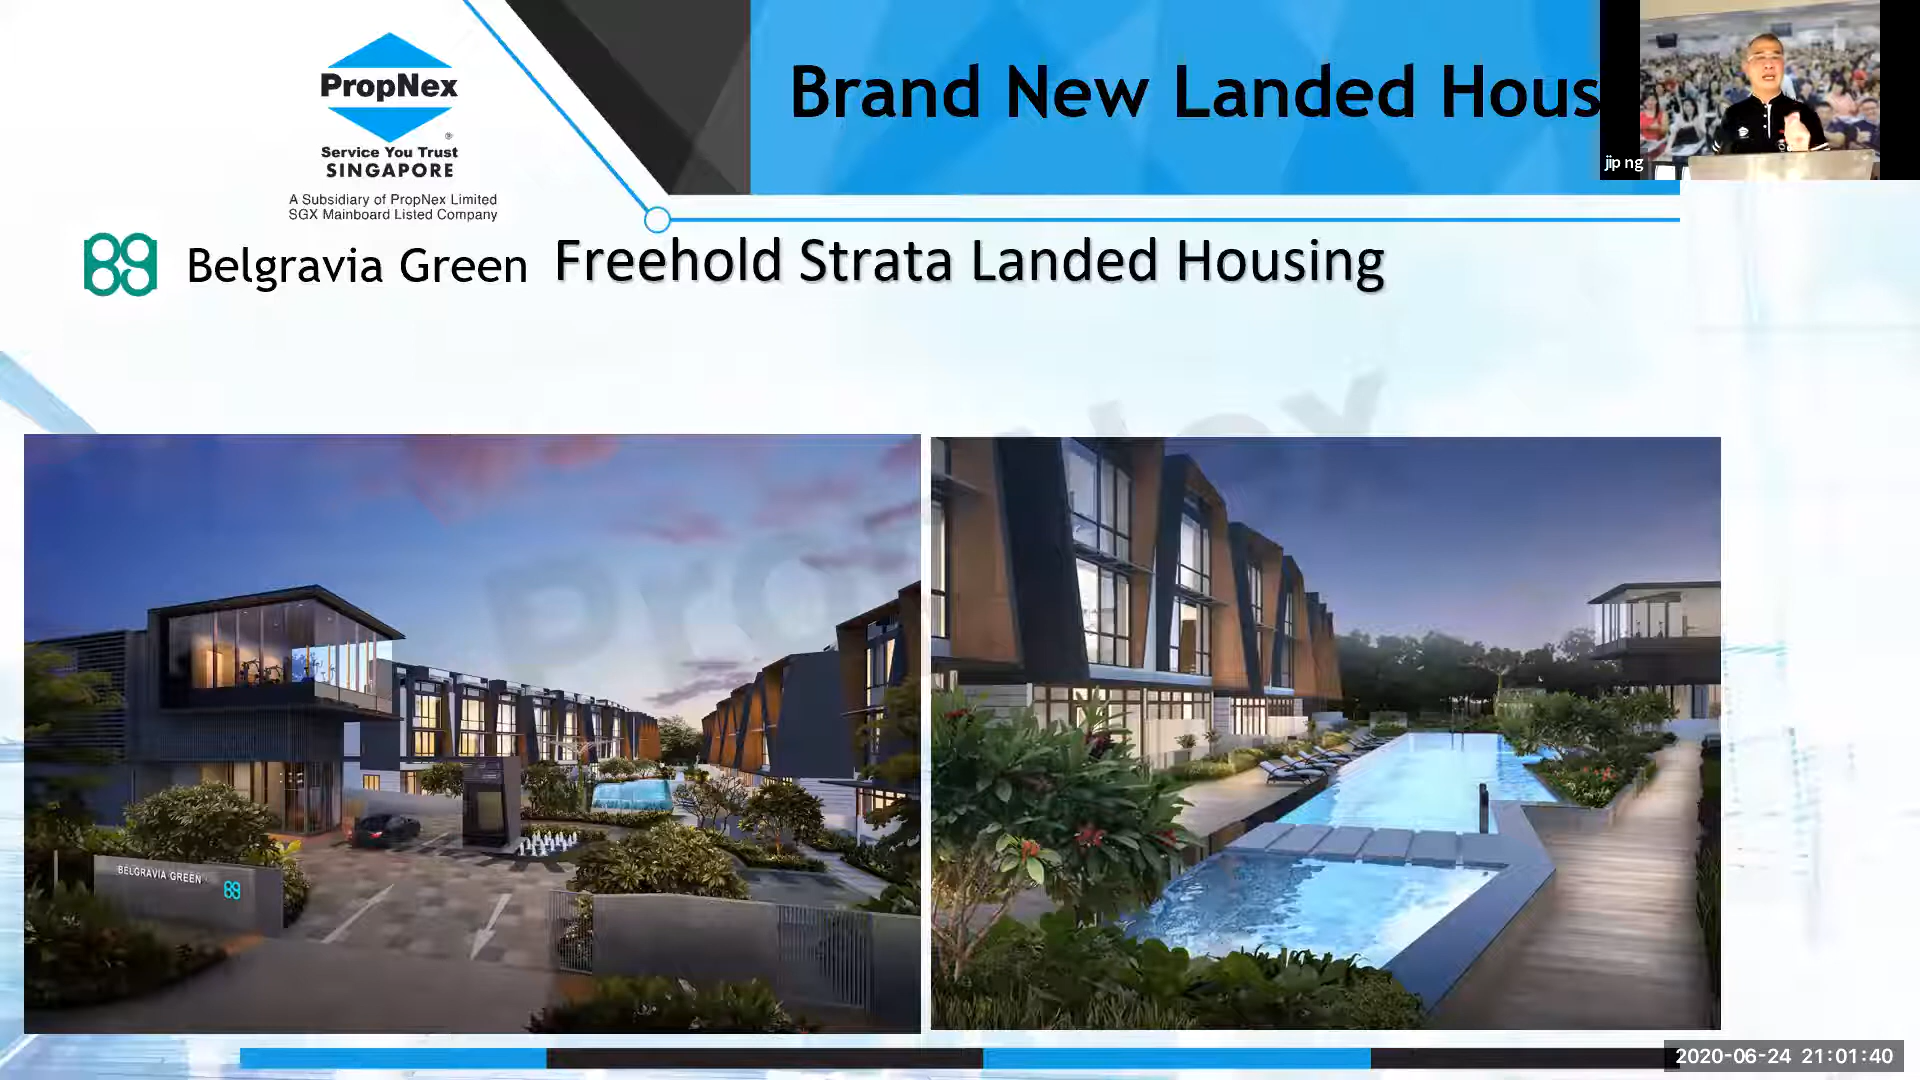 PropNex
®
Service You Trust
SINGAPORE
A Subsidiary of PropNex Limited
SGX Mainboard Listed Company
Brand New Landed Hous
jip ng
Belgravia Green Freehold Strata Landed Housing
PropNex
BELGRAVIA GREEN
2020-06-24 21:01:40